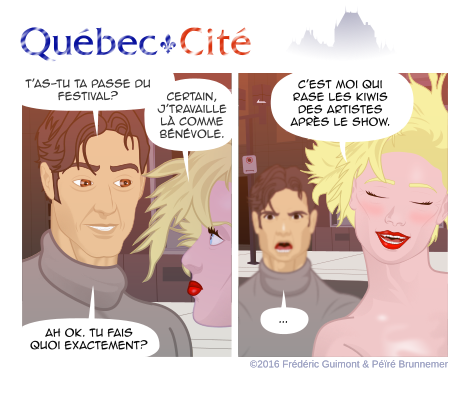 Québec Cité
T'AS-TU TA PASSE DU
FESTIVAL?
CERTAIN,
J'TRAVAILLE
LÀ COMME
BÉNÉVOLE.
AH OK. TU FAIS
QUOI EXACTEMENT?
C'EST MOI QUI
RASE LES KIWIS
DES ARTISTES
APRÈS LE SHOW.
...
©2016 Frédéric Guimont & Péïré Brunnemer